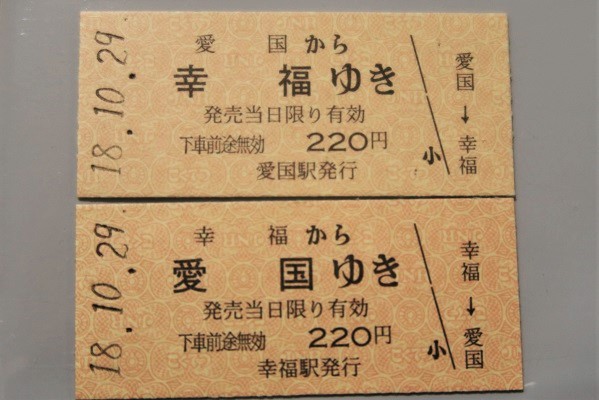 18.10.29
愛国から
幸福ゆき
発売当日限り有効
下車前途無効 220円
愛国駅発行
小
愛国→幸福
18.10.29
幸福から
愛国ゆき
発売当日限り有効
下車前途無効 220円
幸福駅発行
小
幸福→愛国